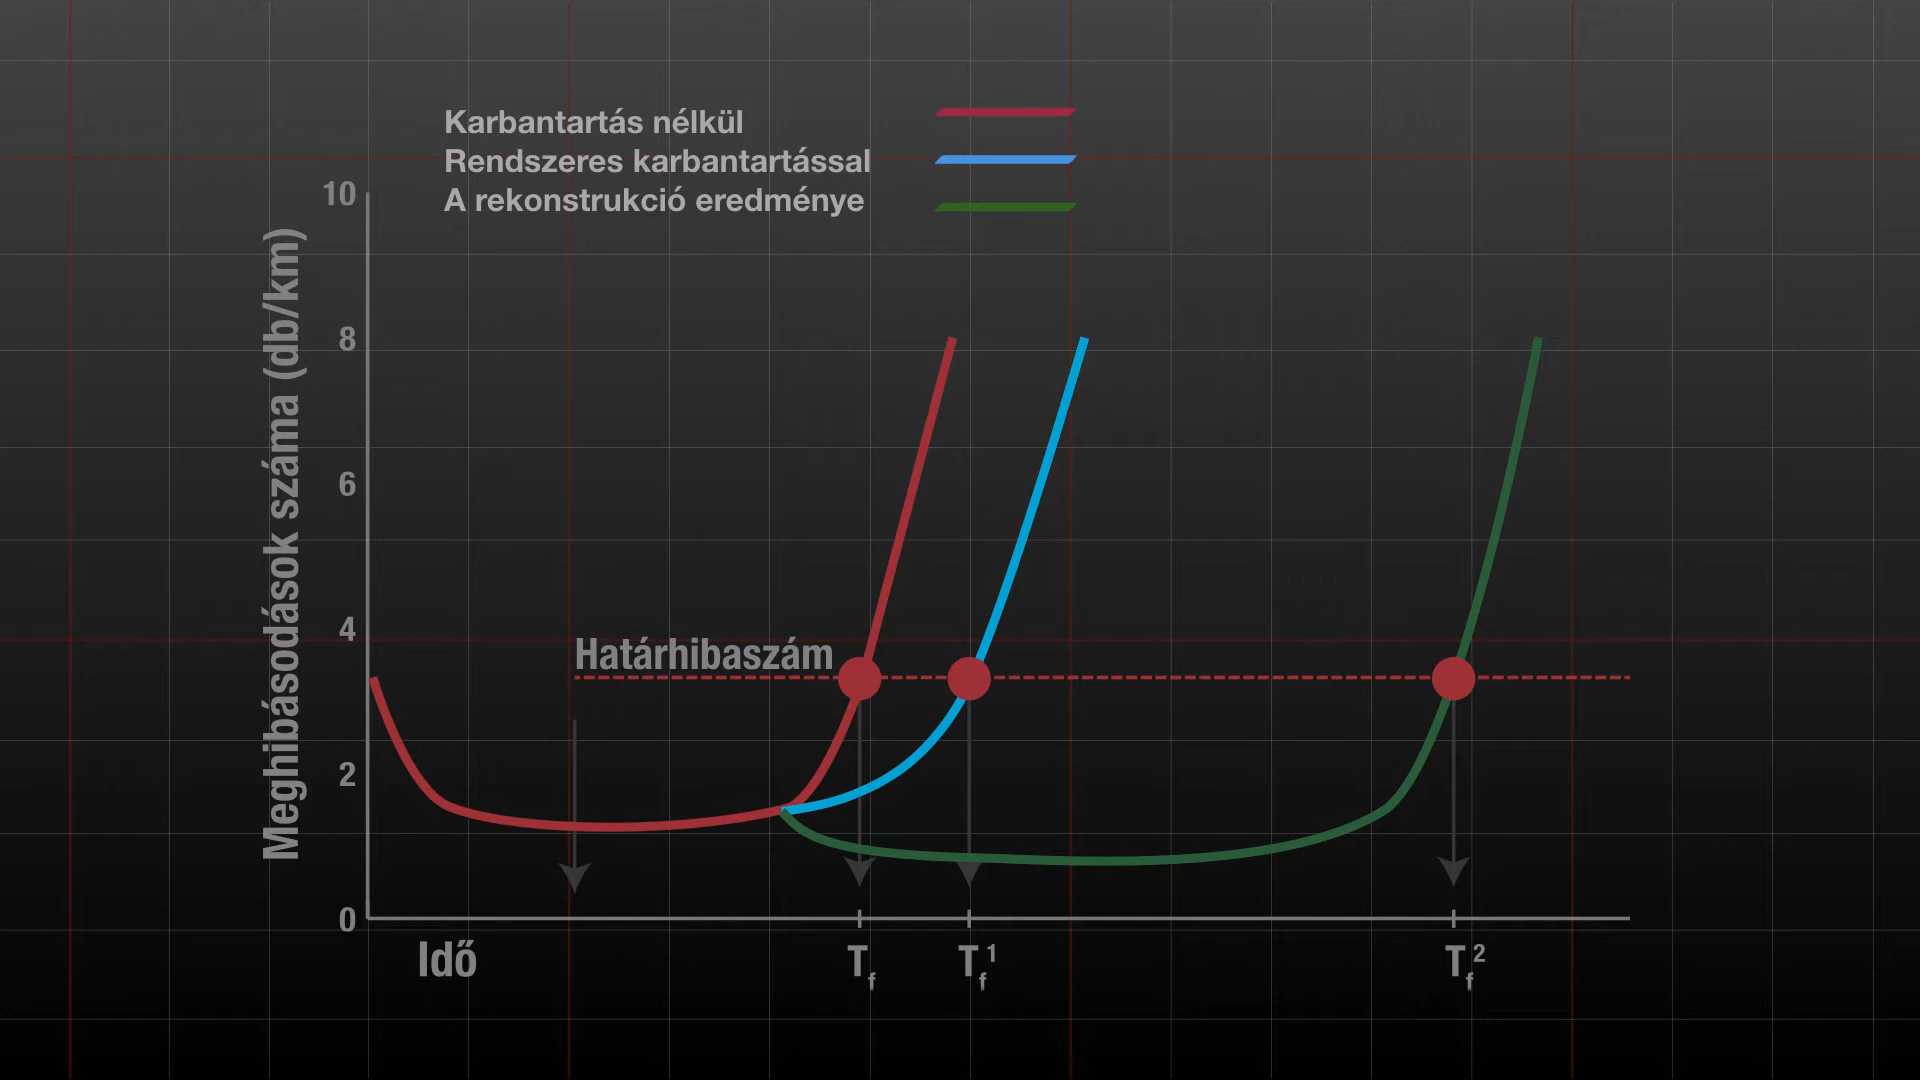 Karbantartás nélkül
Rendszeres karbantartással
A rekonstrukció eredménye
10
8
6
4
2
0
Meghibásodások száma (db/km)
Határhibaszám
Idő
Tf
Tf1
Tf2